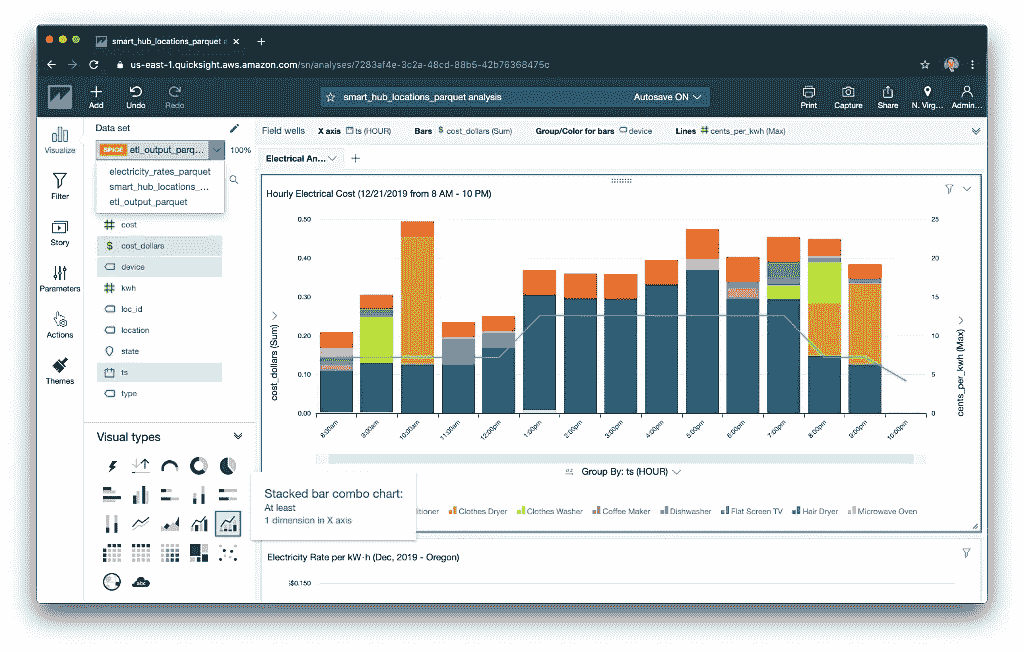 smart_hub_locations_parquet a
us-east-1.quicksight.aws.amazon.com/sn/analyses/7283af4e-3c2a-48cd-88b5-42b76368475c
Add
Undo
Redo
smart_hub_locations_parquet analysis
Autosave ON
Print
Capture
Share
N. Virg...
Admin...
Visualize
Filter
Story
Parameters
Actions
Themes
Data set
SPICE etl_output_parq...
100%
electricity_rates_parquet
smart_hub_locations_...
etl_output_parquet
cost
cost_dollars
device
kwh
loc_id
location
state
ts
type
Visual types
Field wells X axis ts (HOUR) Bars cost_dollars (Sum) Group/Color for bars device Lines cents_per_kwh (Max)
Electrical An...
Hourly Electrical Cost (12/21/2019 from 8 AM - 10 PM)
0.50
0.40
0.30
0.20
0.10
0.00
cost_dollars (Sum)
25
20
15
10
5
0
cents_per_kwh (Max)
8:00am
9:00am
10:00am
11:00am
12:00pm
1:00pm
2:00pm
3:00pm
4:00pm
5:00pm
6:00pm
7:00pm
8:00pm
9:00pm
10:00pm
Group By: ts (HOUR)
itioner Clothes Dryer Clothes Washer Coffee Maker Dishwasher Flat Screen TV Hair Dryer Microwave Oven
Stacked bar combo chart:
At least
1 dimension in X axis
abc
Electricity Rate per kW-h (Dec, 2019 - Oregon)
$0.150